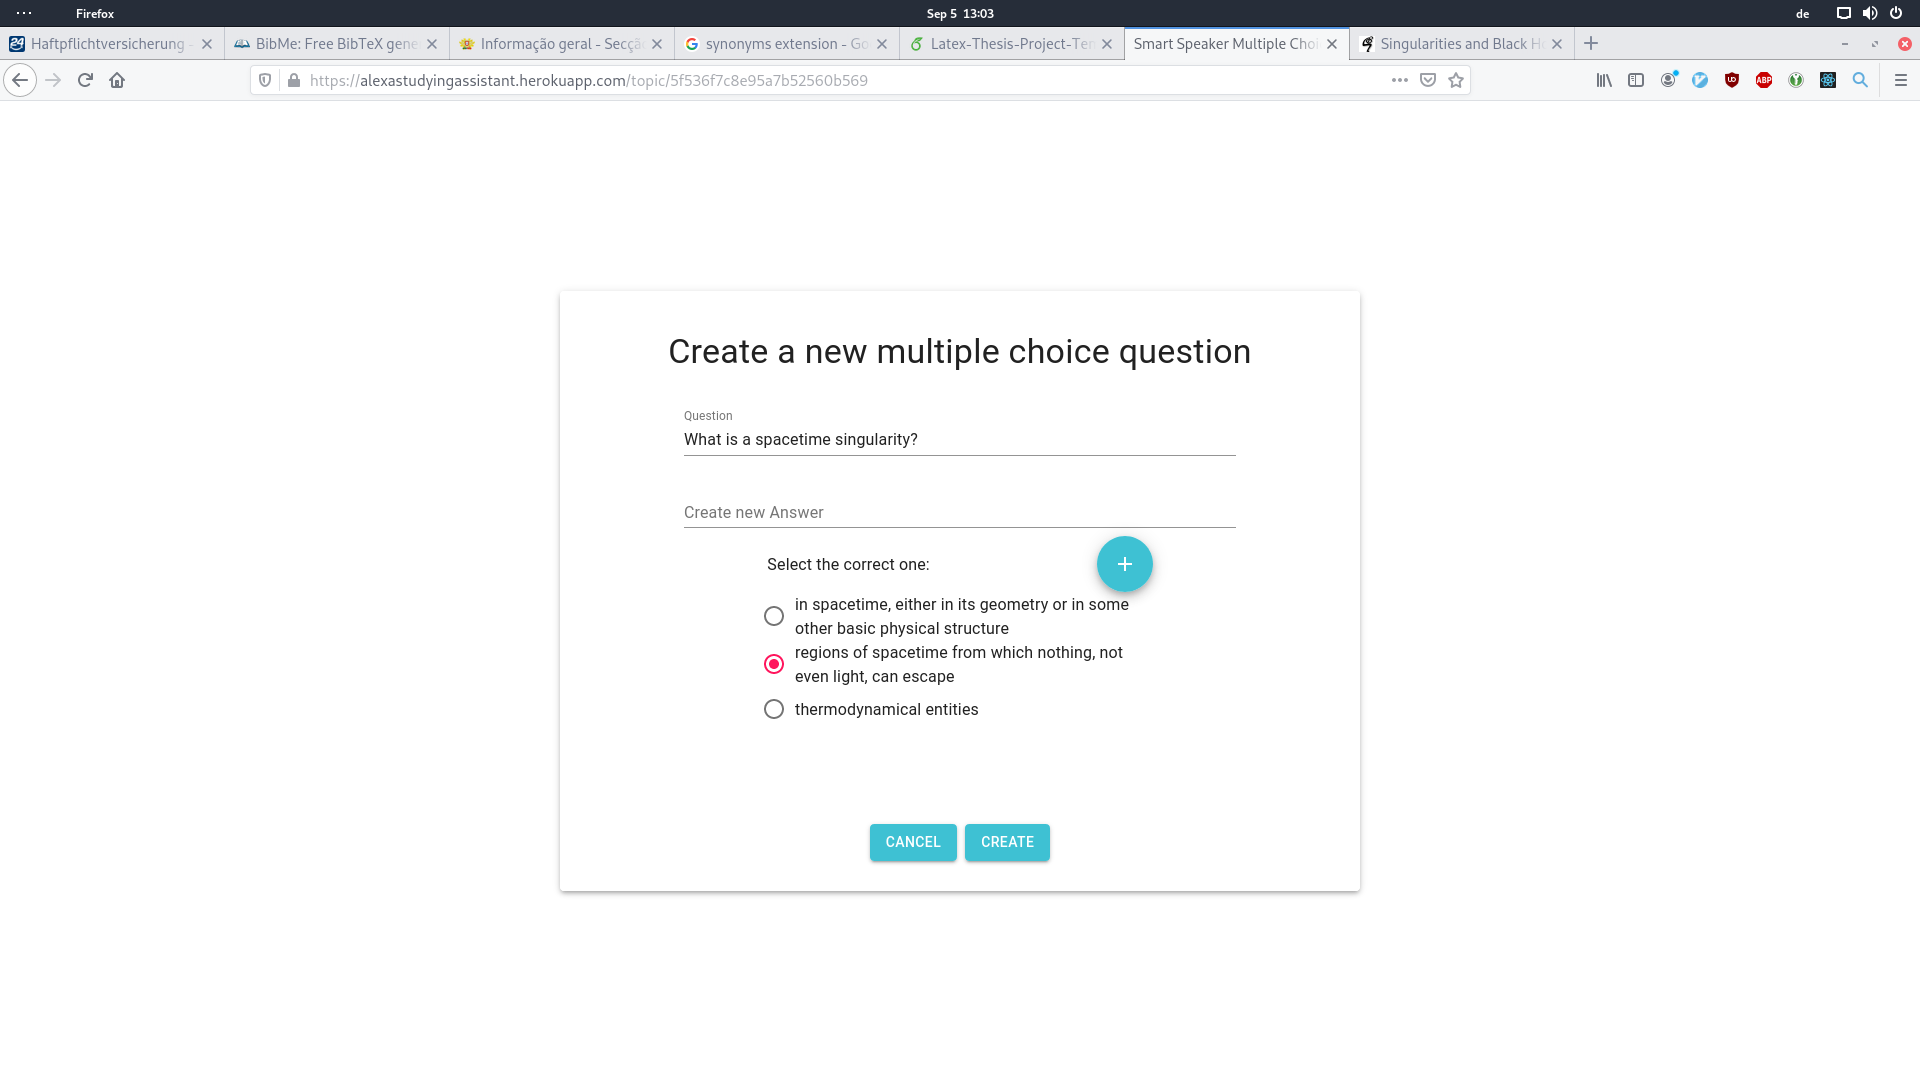 Firefox
Sep 5 13:03
de
Haftpflichtversicherung -
BibMe: Free BibTeX gene
Informação geral - Secçã
synonyms extension - Go
Latex-Thesis-Project-Ten
Smart Speaker Multiple Choi
Singularities and Black H
https://alexastudyingassistant.herokuapp.com/topic/5f536f7c8e95a7b52560b569
Create a new multiple choice question
Question
What is a spacetime singularity?
Create new Answer
Select the correct one:
+
in spacetime, either in its geometry or in some
other basic physical structure
regions of spacetime from which nothing, not
even light, can escape
thermodynamical entities
CANCEL
CREATE